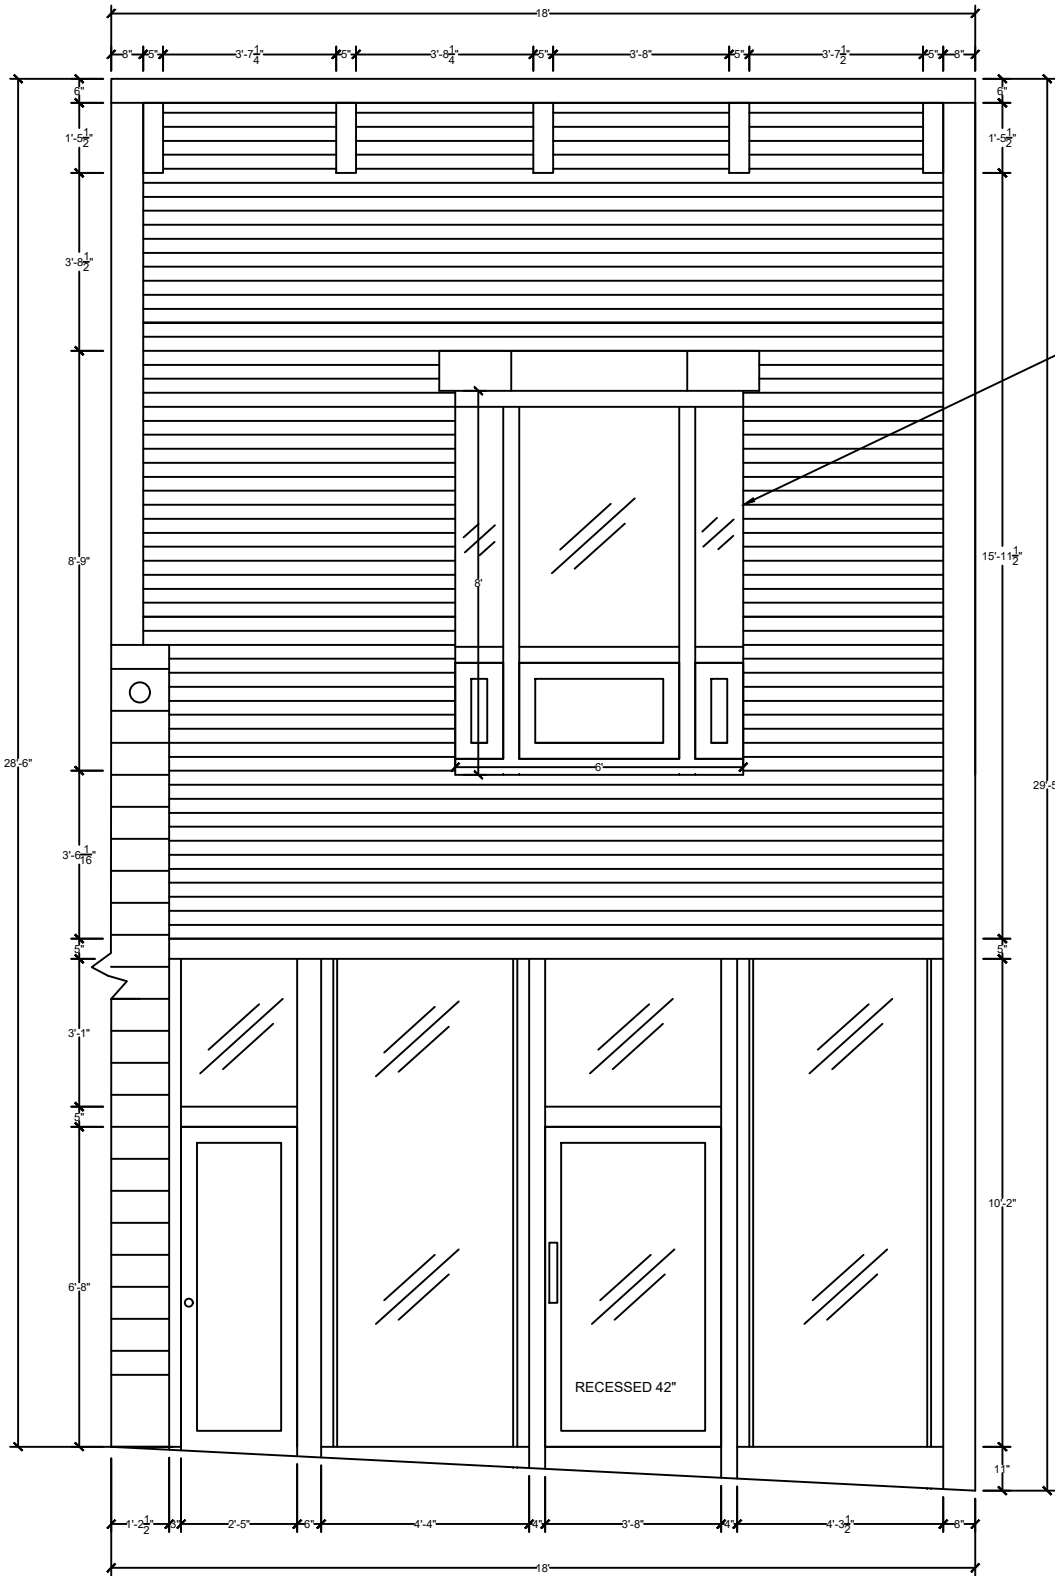 18'
8" 5" 3'-7 1/4" 5" 3'-8 1/4" 5" 3'-8" 5" 3'-7 1/2" 5" 8"
6" 6"
1'-5 1/2" 1'-5 1/2"
3'-8 1/2"
8'-9" 15'-11 1/2"
8'
28'-6" 6' 29'-5
3'-6 1/16"
5" 5"
3'-1"
5"
10'-2"
6'-8"
RECESSED 42"
11"
1'-2 1/2" 3" 2'-5" 6" 4'-4" 4" 3'-8" 4" 4'-3 1/2" 8"
18'